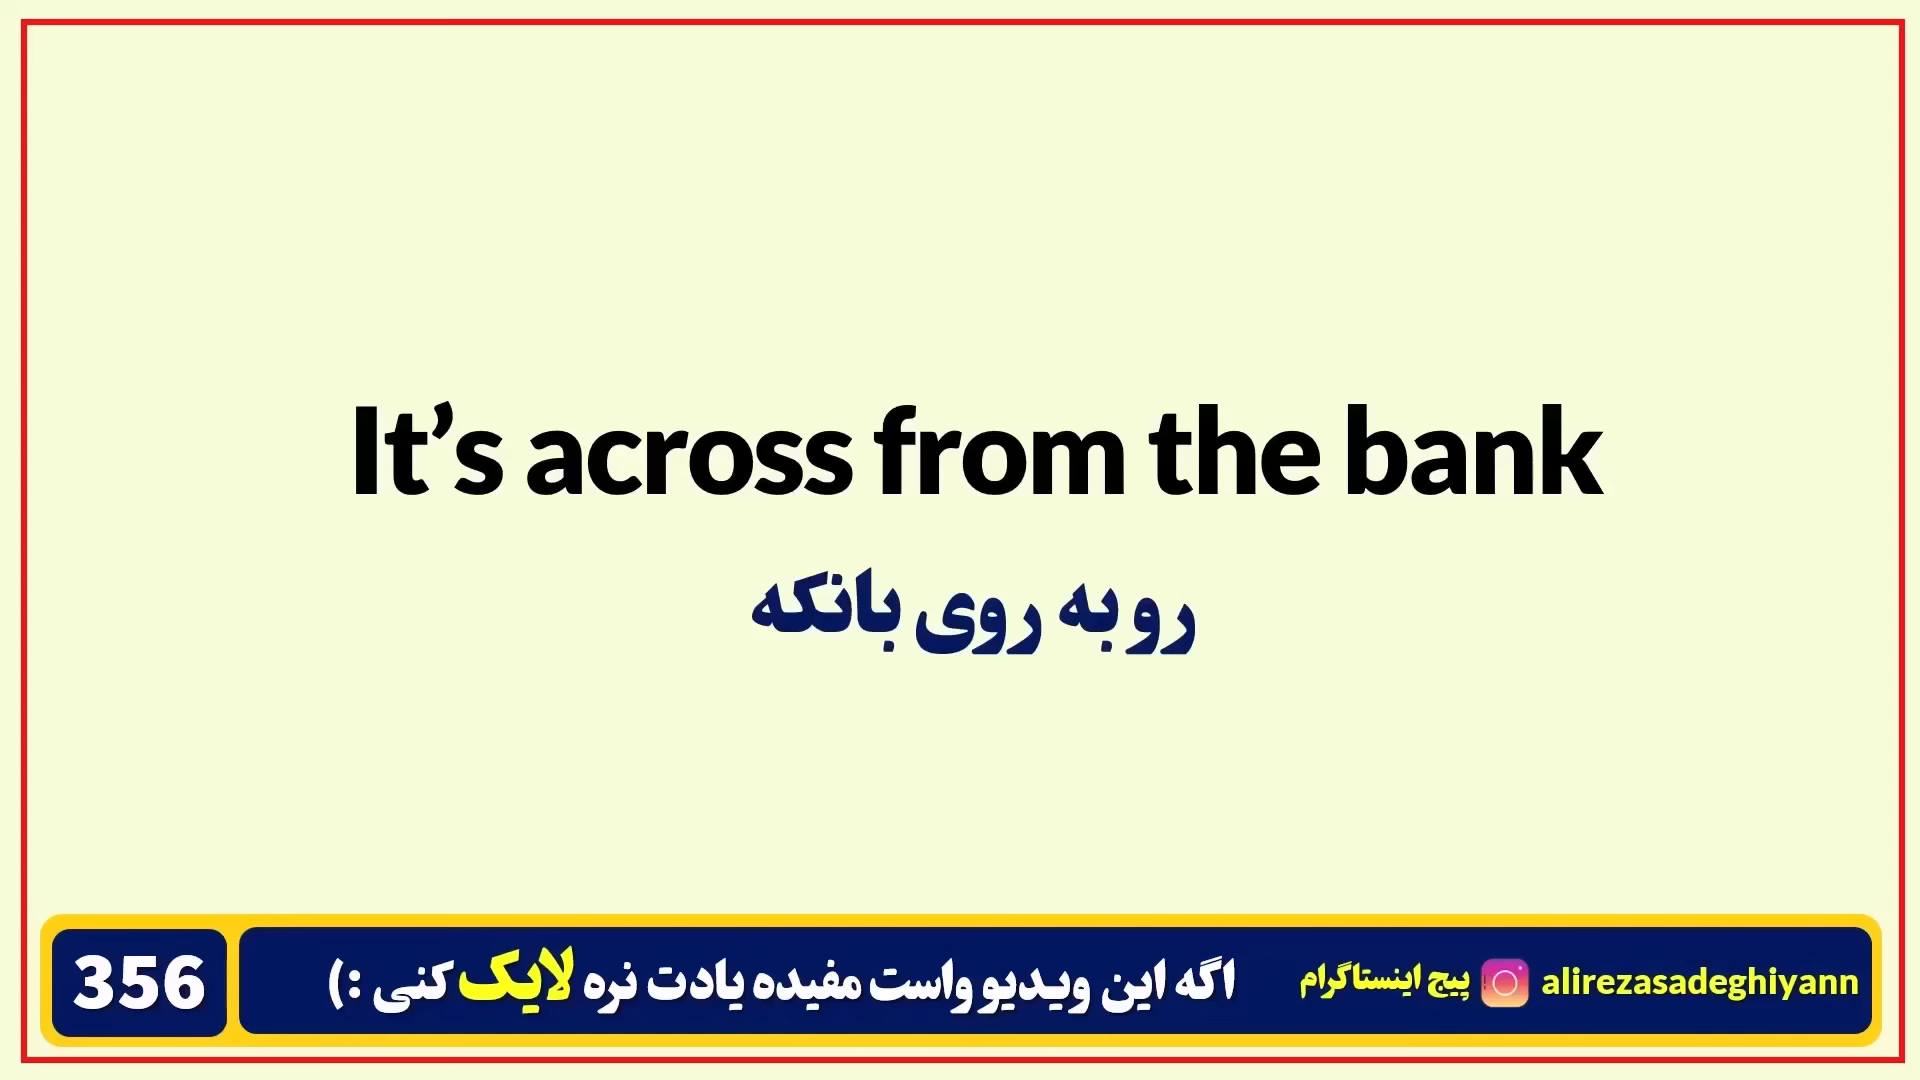 It’s across from the bank
رو به روی بانکه
356
اگه این ویدیو واست مفیده یادت نره لایک کنی :)
پیج اینستاگرام
alirezasadeghiyann